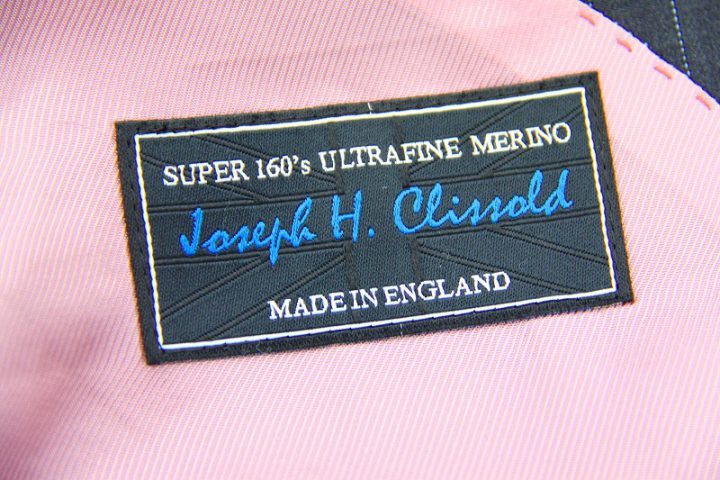 SUPER 160's ULTRAFINE MERINO
Joseph H. Clissold
MADE IN ENGLAND